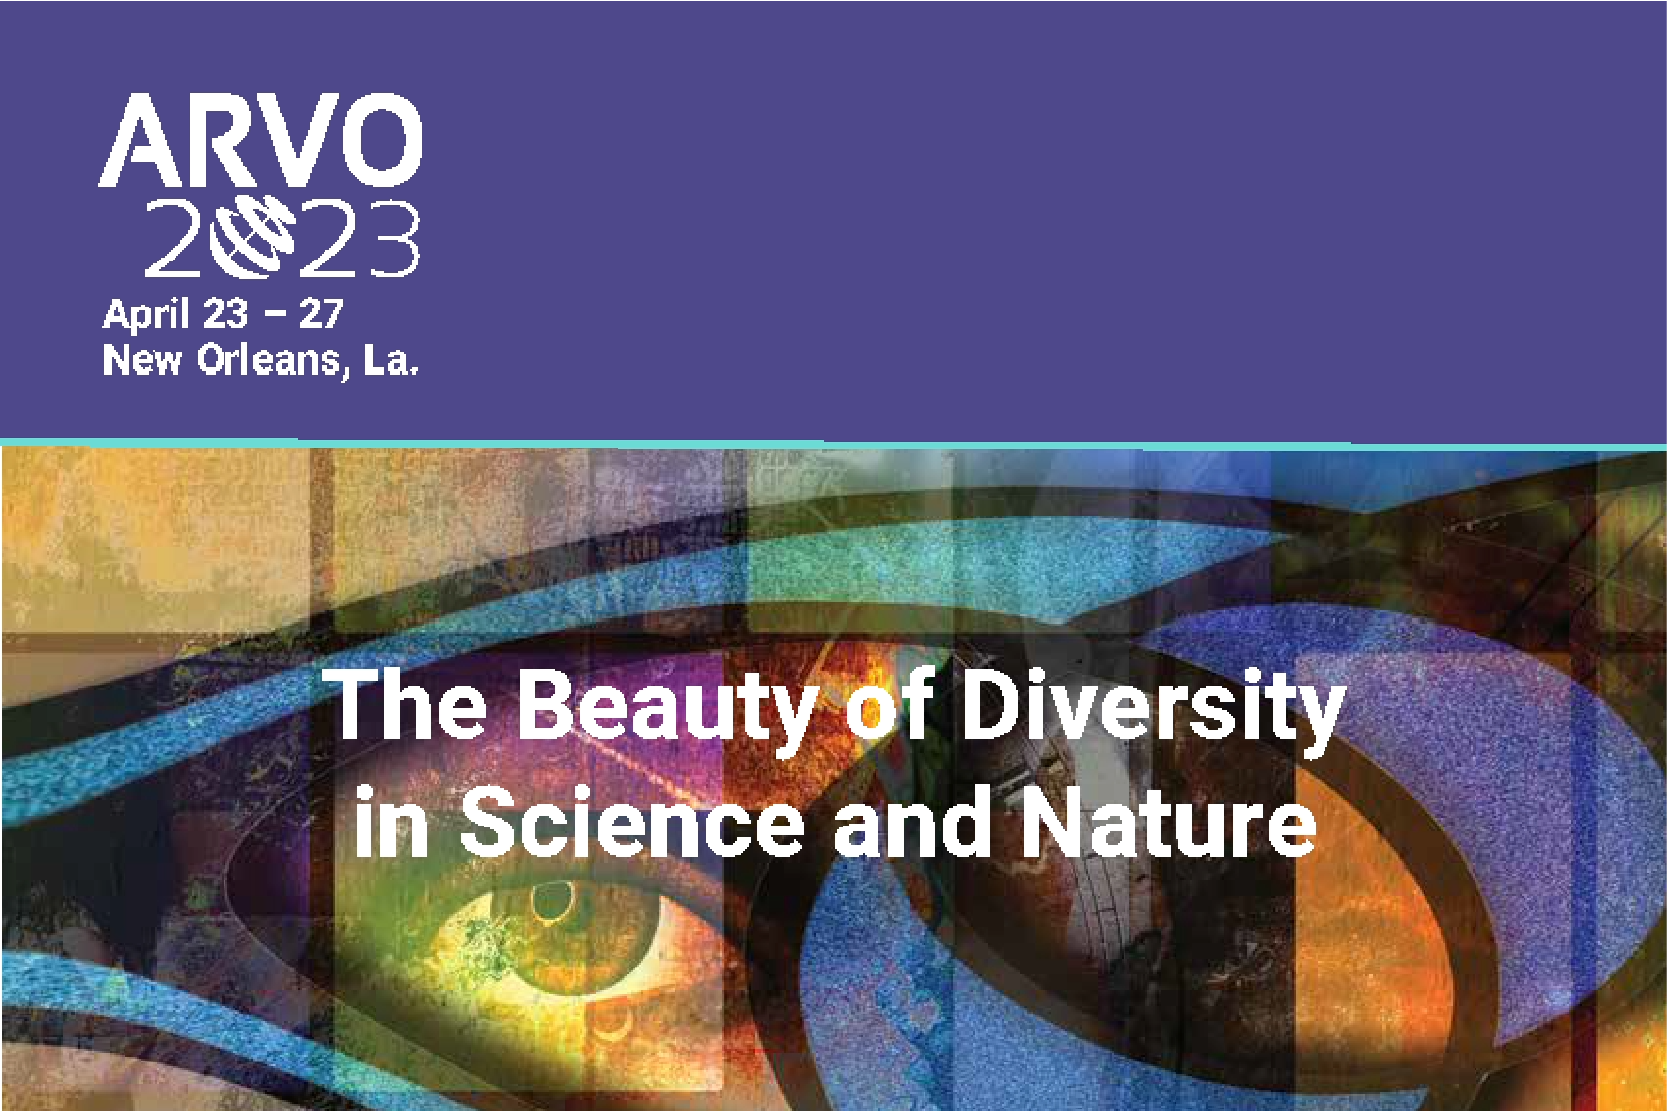 ARVO
2023
April 23 – 27
New Orleans, La.
The Beauty of Diversity
in Science and Nature